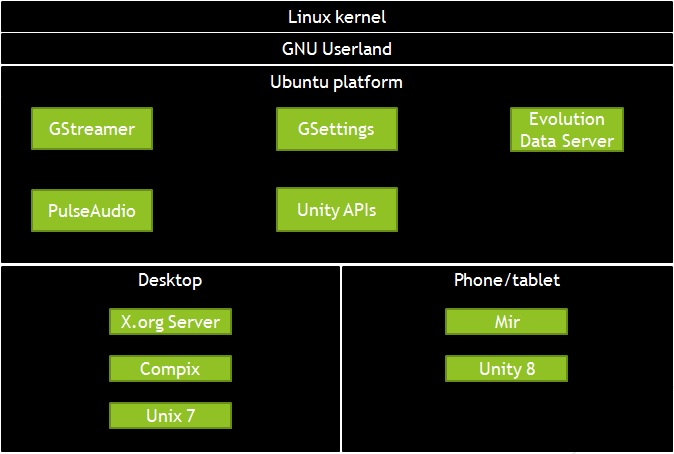 Linux kernel
GNU Userland
Ubuntu platform
GStreamer
GSettings
Evolution
Data Server
PulseAudio
Unity APIs
Desktop
X.org Server
Compix
Unix 7
Phone/tablet
Mir
Unity 8